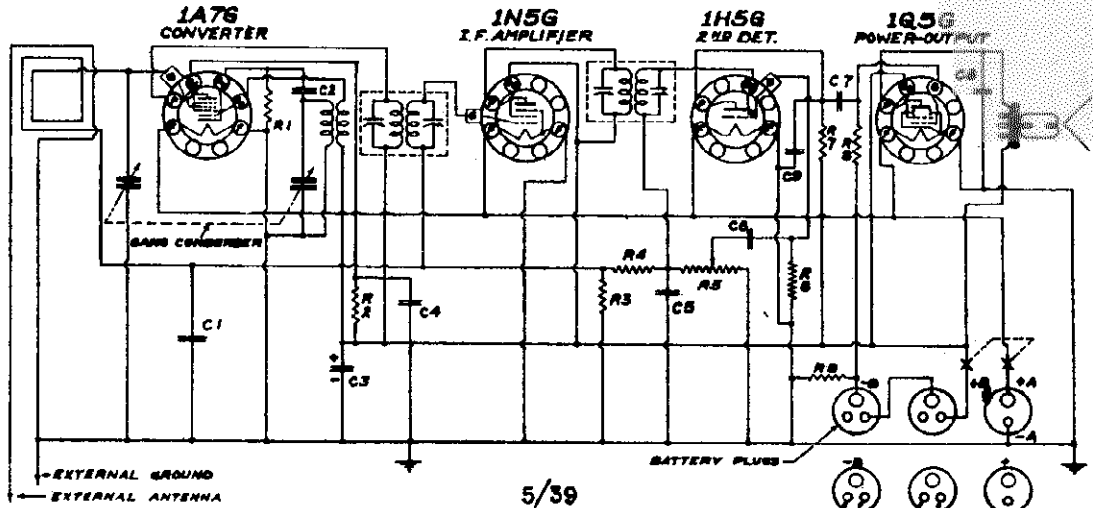 1A7G 1N5G 1H5G 1Q5G
CONVERTER I.F. AMPLIFIER 2ND DET. POWER-OUTPUT
C2
C7
C8
R1
R7
R8
C9
GANG CONDENSER
C6
R4
R5
R6
R2
R3
C4
C5
C1
C3
R8
-B
+B
+A
-A
BATTERY PLUGS
EXTERNAL GROUND
EXTERNAL ANTENNA
5/39
-B
+